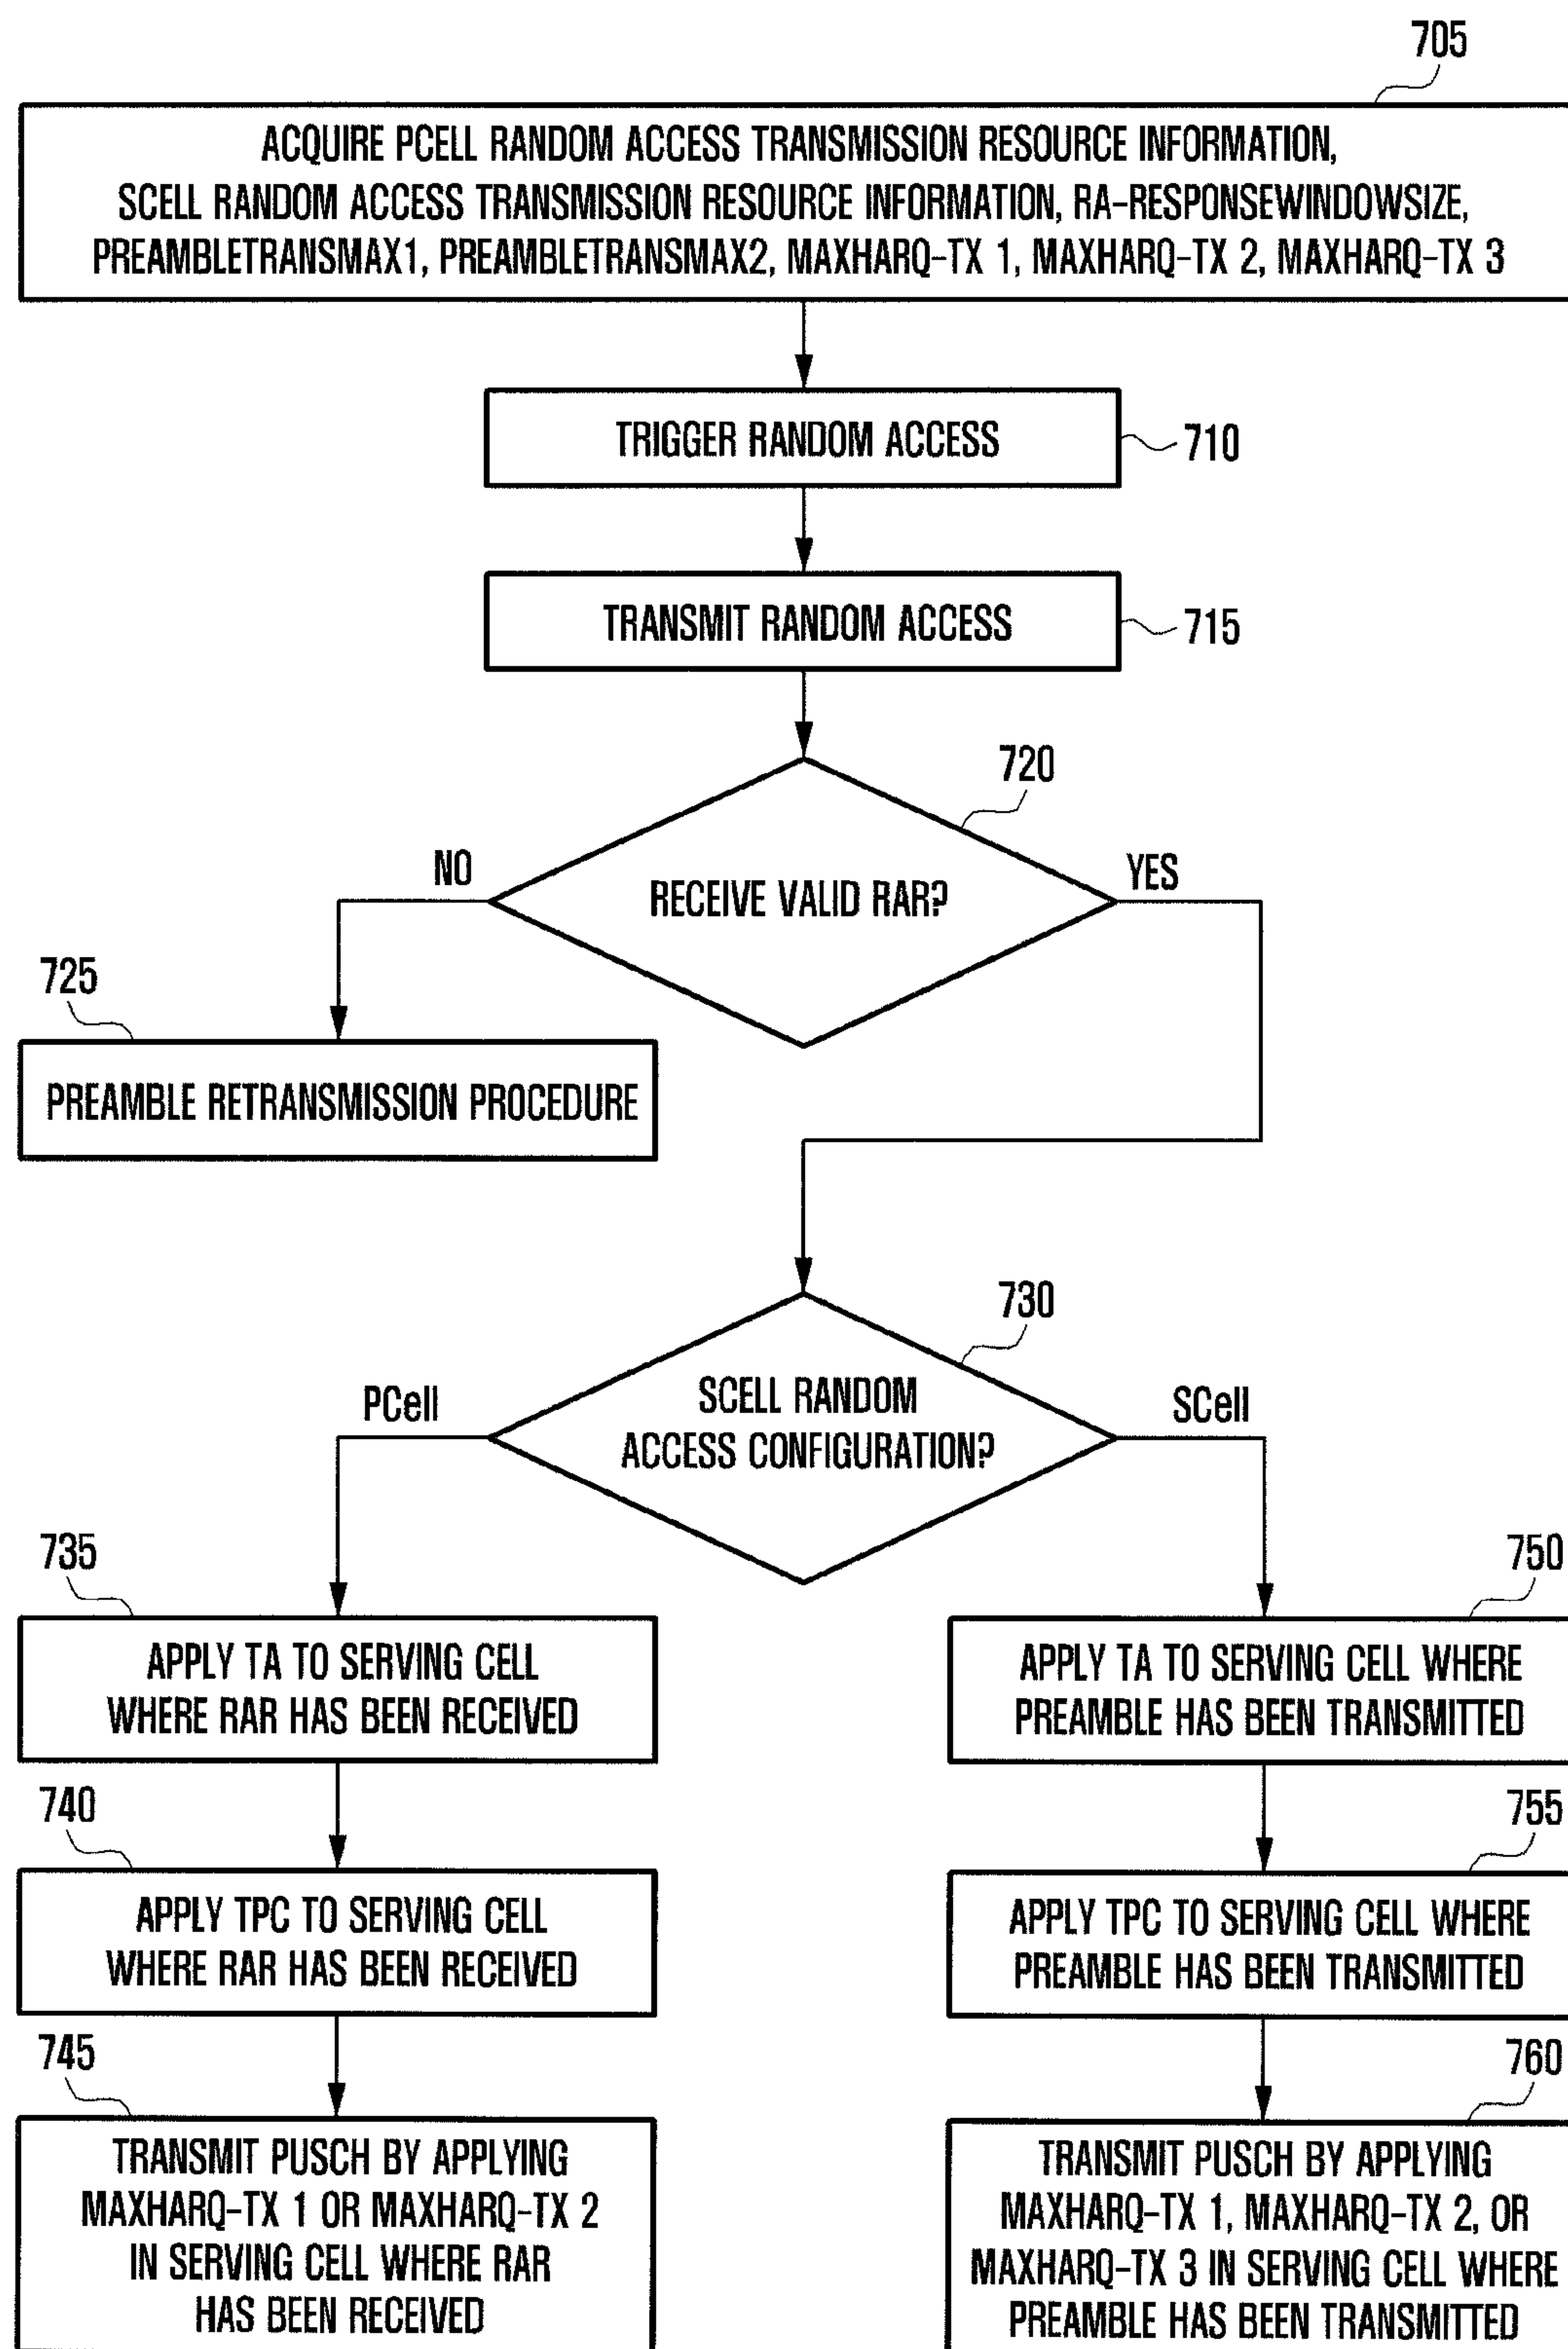 705
ACQUIRE PCELL RANDOM ACCESS TRANSMISSION RESOURCE INFORMATION,
SCELL RANDOM ACCESS TRANSMISSION RESOURCE INFORMATION, RA-RESPONSEWINDOWSIZE,
PREAMBLETRANSMAX1, PREAMBLETRANSMAX2, MAXHARQ-TX 1, MAXHARQ-TX 2, MAXHARQ-TX 3
TRIGGER RANDOM ACCESS
710
TRANSMIT RANDOM ACCESS
715
720
NO
RECEIVE VALID RAR?
YES
725
PREAMBLE RETRANSMISSION PROCEDURE
730
PCell
SCELL RANDOM
ACCESS CONFIGURATION?
SCell
735
APPLY TA TO SERVING CELL
WHERE RAR HAS BEEN RECEIVED
750
APPLY TA TO SERVING CELL WHERE
PREAMBLE HAS BEEN TRANSMITTED
740
APPLY TPC TO SERVING CELL
WHERE RAR HAS BEEN RECEIVED
755
APPLY TPC TO SERVING CELL WHERE
PREAMBLE HAS BEEN TRANSMITTED
745
TRANSMIT PUSCH BY APPLYING
MAXHARQ-TX 1 OR MAXHARQ-TX 2
IN SERVING CELL WHERE RAR
HAS BEEN RECEIVED
760
TRANSMIT PUSCH BY APPLYING
MAXHARQ-TX 1, MAXHARQ-TX 2, OR
MAXHARQ-TX 3 IN SERVING CELL WHERE
PREAMBLE HAS BEEN TRANSMITTED